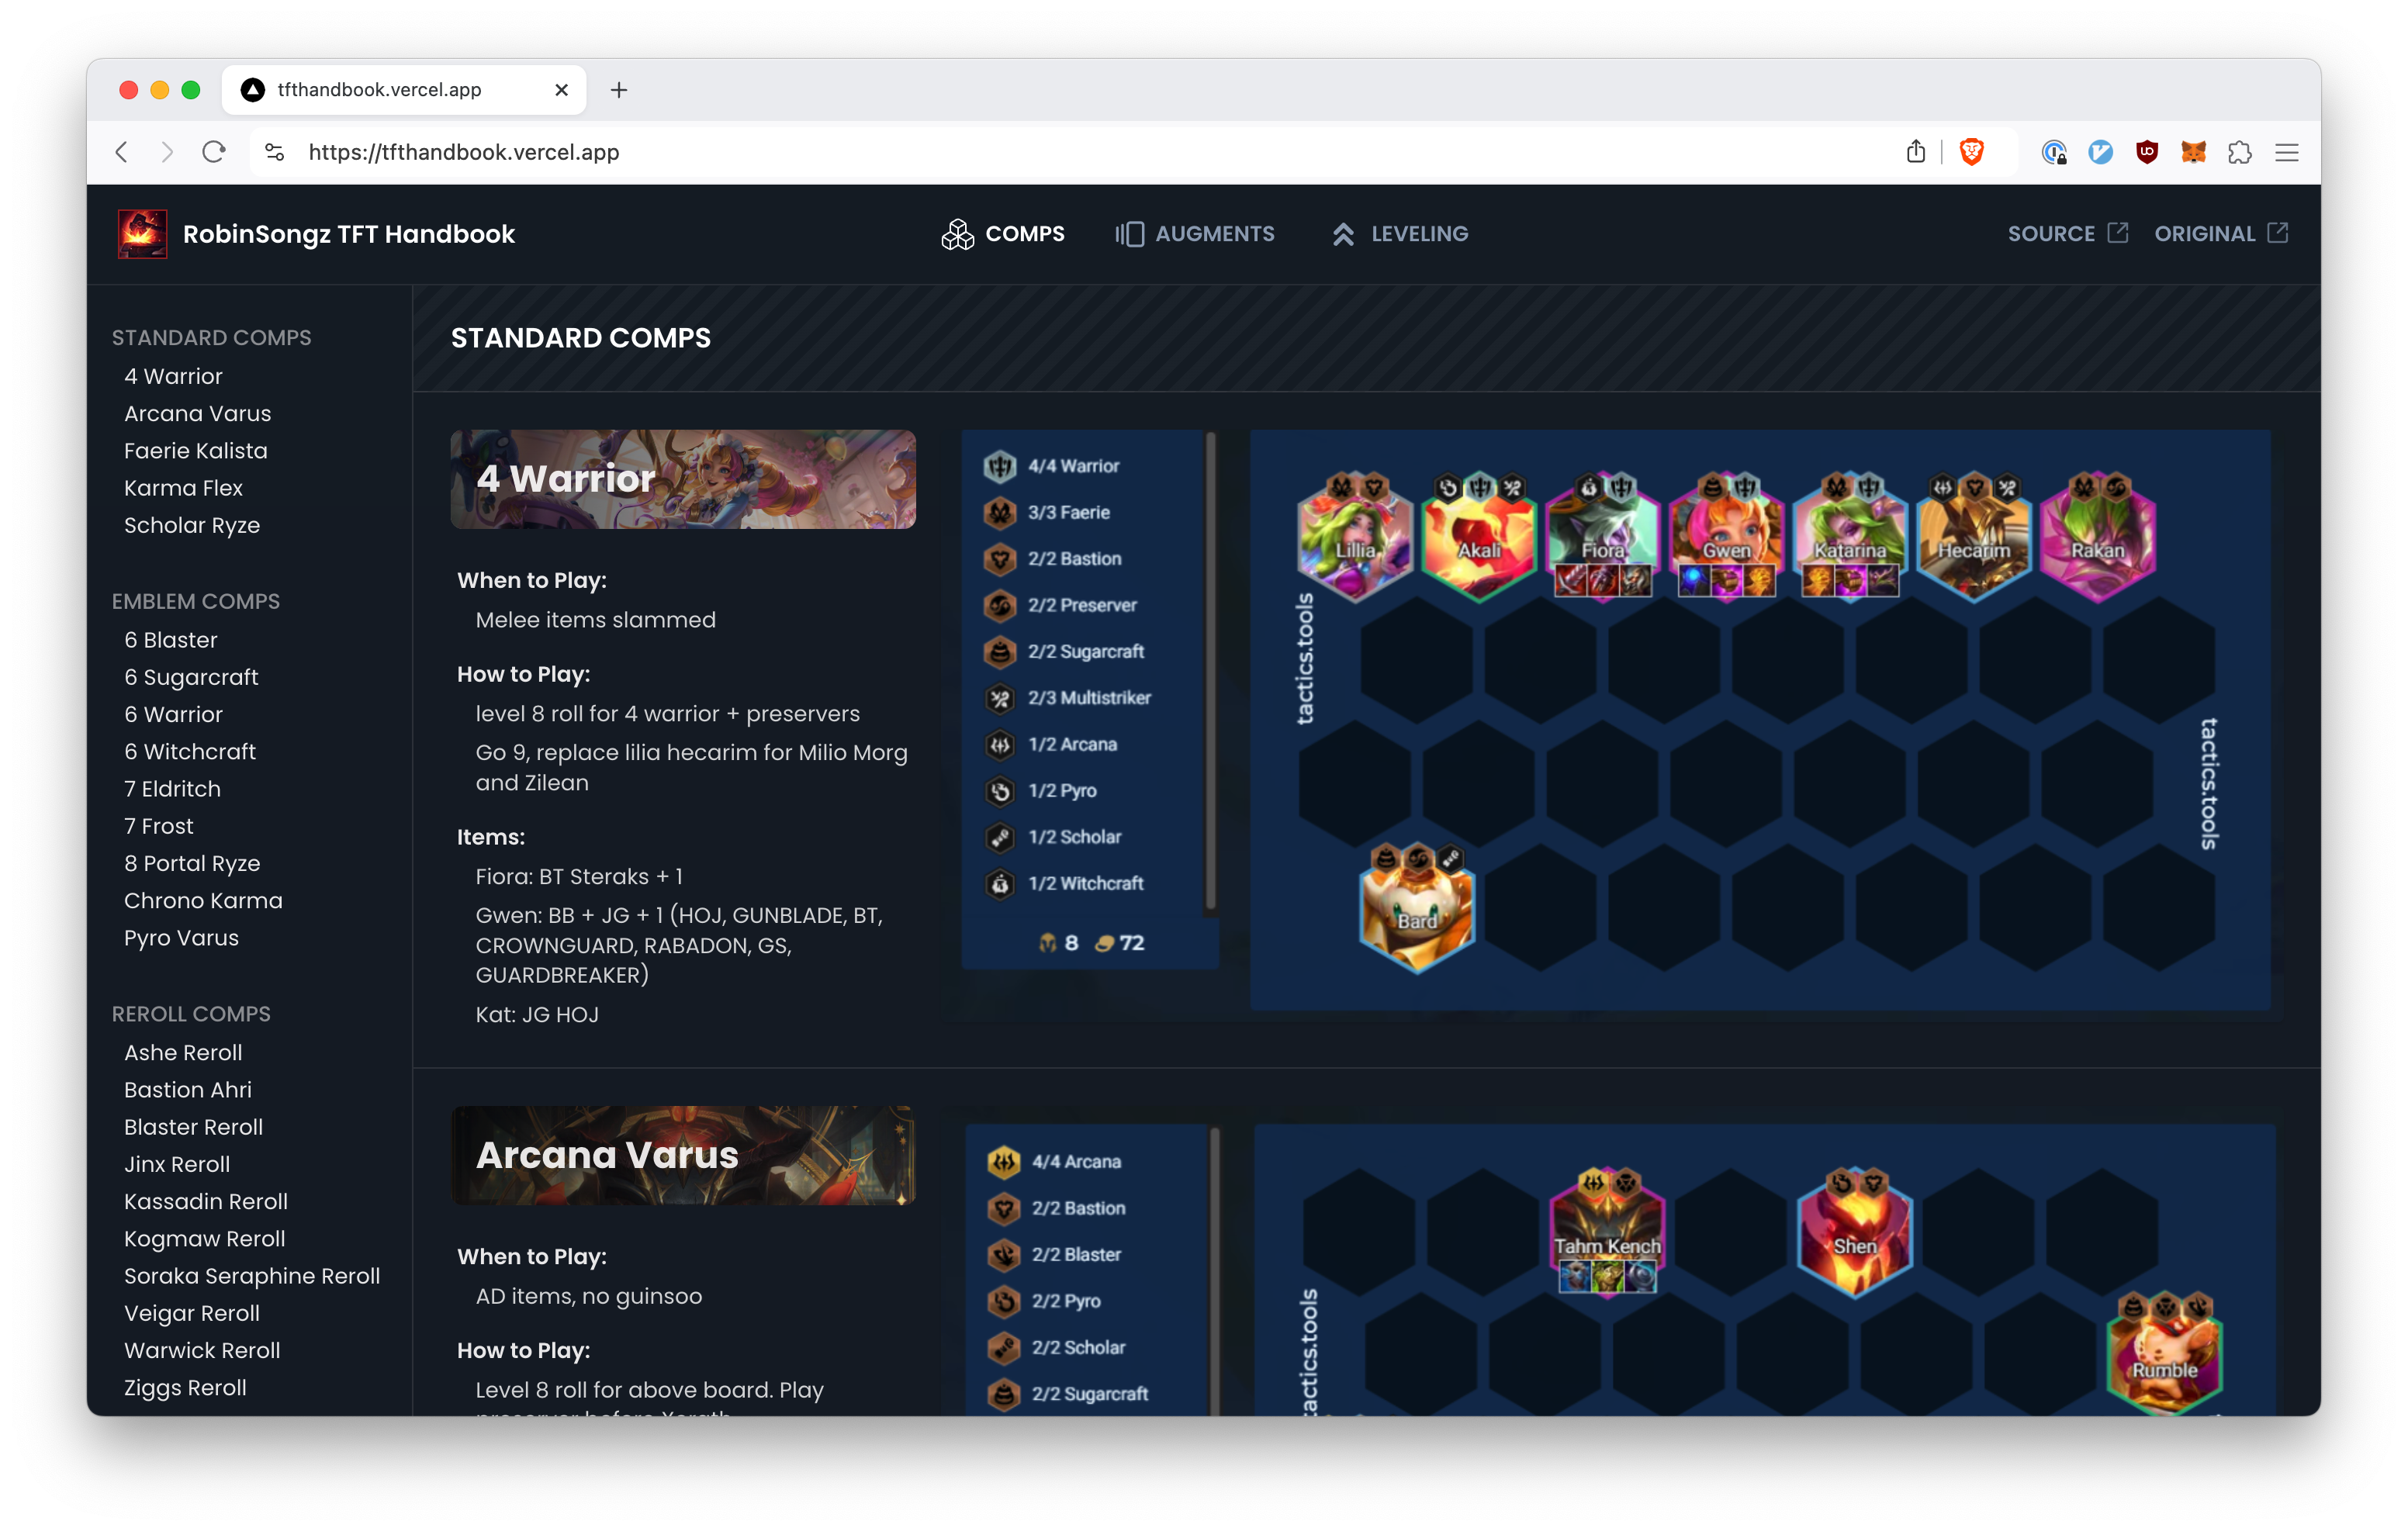 tfthandbook.vercel.app
https://tfthandbook.vercel.app
RobinSongz TFT Handbook
COMPS
AUGMENTS
LEVELING
SOURCE
ORIGINAL
STANDARD COMPS
4 Warrior
Arcana Varus
Faerie Kalista
Karma Flex
Scholar Ryze
EMBLEM COMPS
6 Blaster
6 Sugarcraft
6 Warrior
6 Witchcraft
7 Eldritch
7 Frost
8 Portal Ryze
Chrono Karma
Pyro Varus
REROLL COMPS
Ashe Reroll
Bastion Ahri
Blaster Reroll
Jinx Reroll
Kassadin Reroll
Kogmaw Reroll
Soraka Seraphine Reroll
Veigar Reroll
Warwick Reroll
Ziggs Reroll
STANDARD COMPS
4 Warrior
When to Play:
Melee items slammed
How to Play:
level 8 roll for 4 warrior + preservers
Go 9, replace lilia hecarim for Milio Morg
and Zilean
Items:
Fiora: BT Steraks + 1
Gwen: BB + JG + 1 (HOJ, GUNBLADE, BT,
CROWNGUARD, RABADON, GS,
GUARDBREAKER)
Kat: JG HOJ
4/4 Warrior
3/3 Faerie
2/2 Bastion
2/2 Preserver
2/2 Sugarcraft
2/3 Multistriker
1/2 Arcana
1/2 Pyro
1/2 Scholar
1/2 Witchcraft
8 72
Lillia
Akali
Fiora
Gwen
Katarina
Hecarim
Rakan
tactics.tools
tactics.tools
Bard
Arcana Varus
When to Play:
AD items, no guinsoo
How to Play:
Level 8 roll for above board. Play
preserver before Xerath
4/4 Arcana
2/2 Bastion
2/2 Blaster
2/2 Pyro
2/2 Scholar
2/2 Sugarcraft
Tahm Kench
Shen
Rumble
tactics.tools